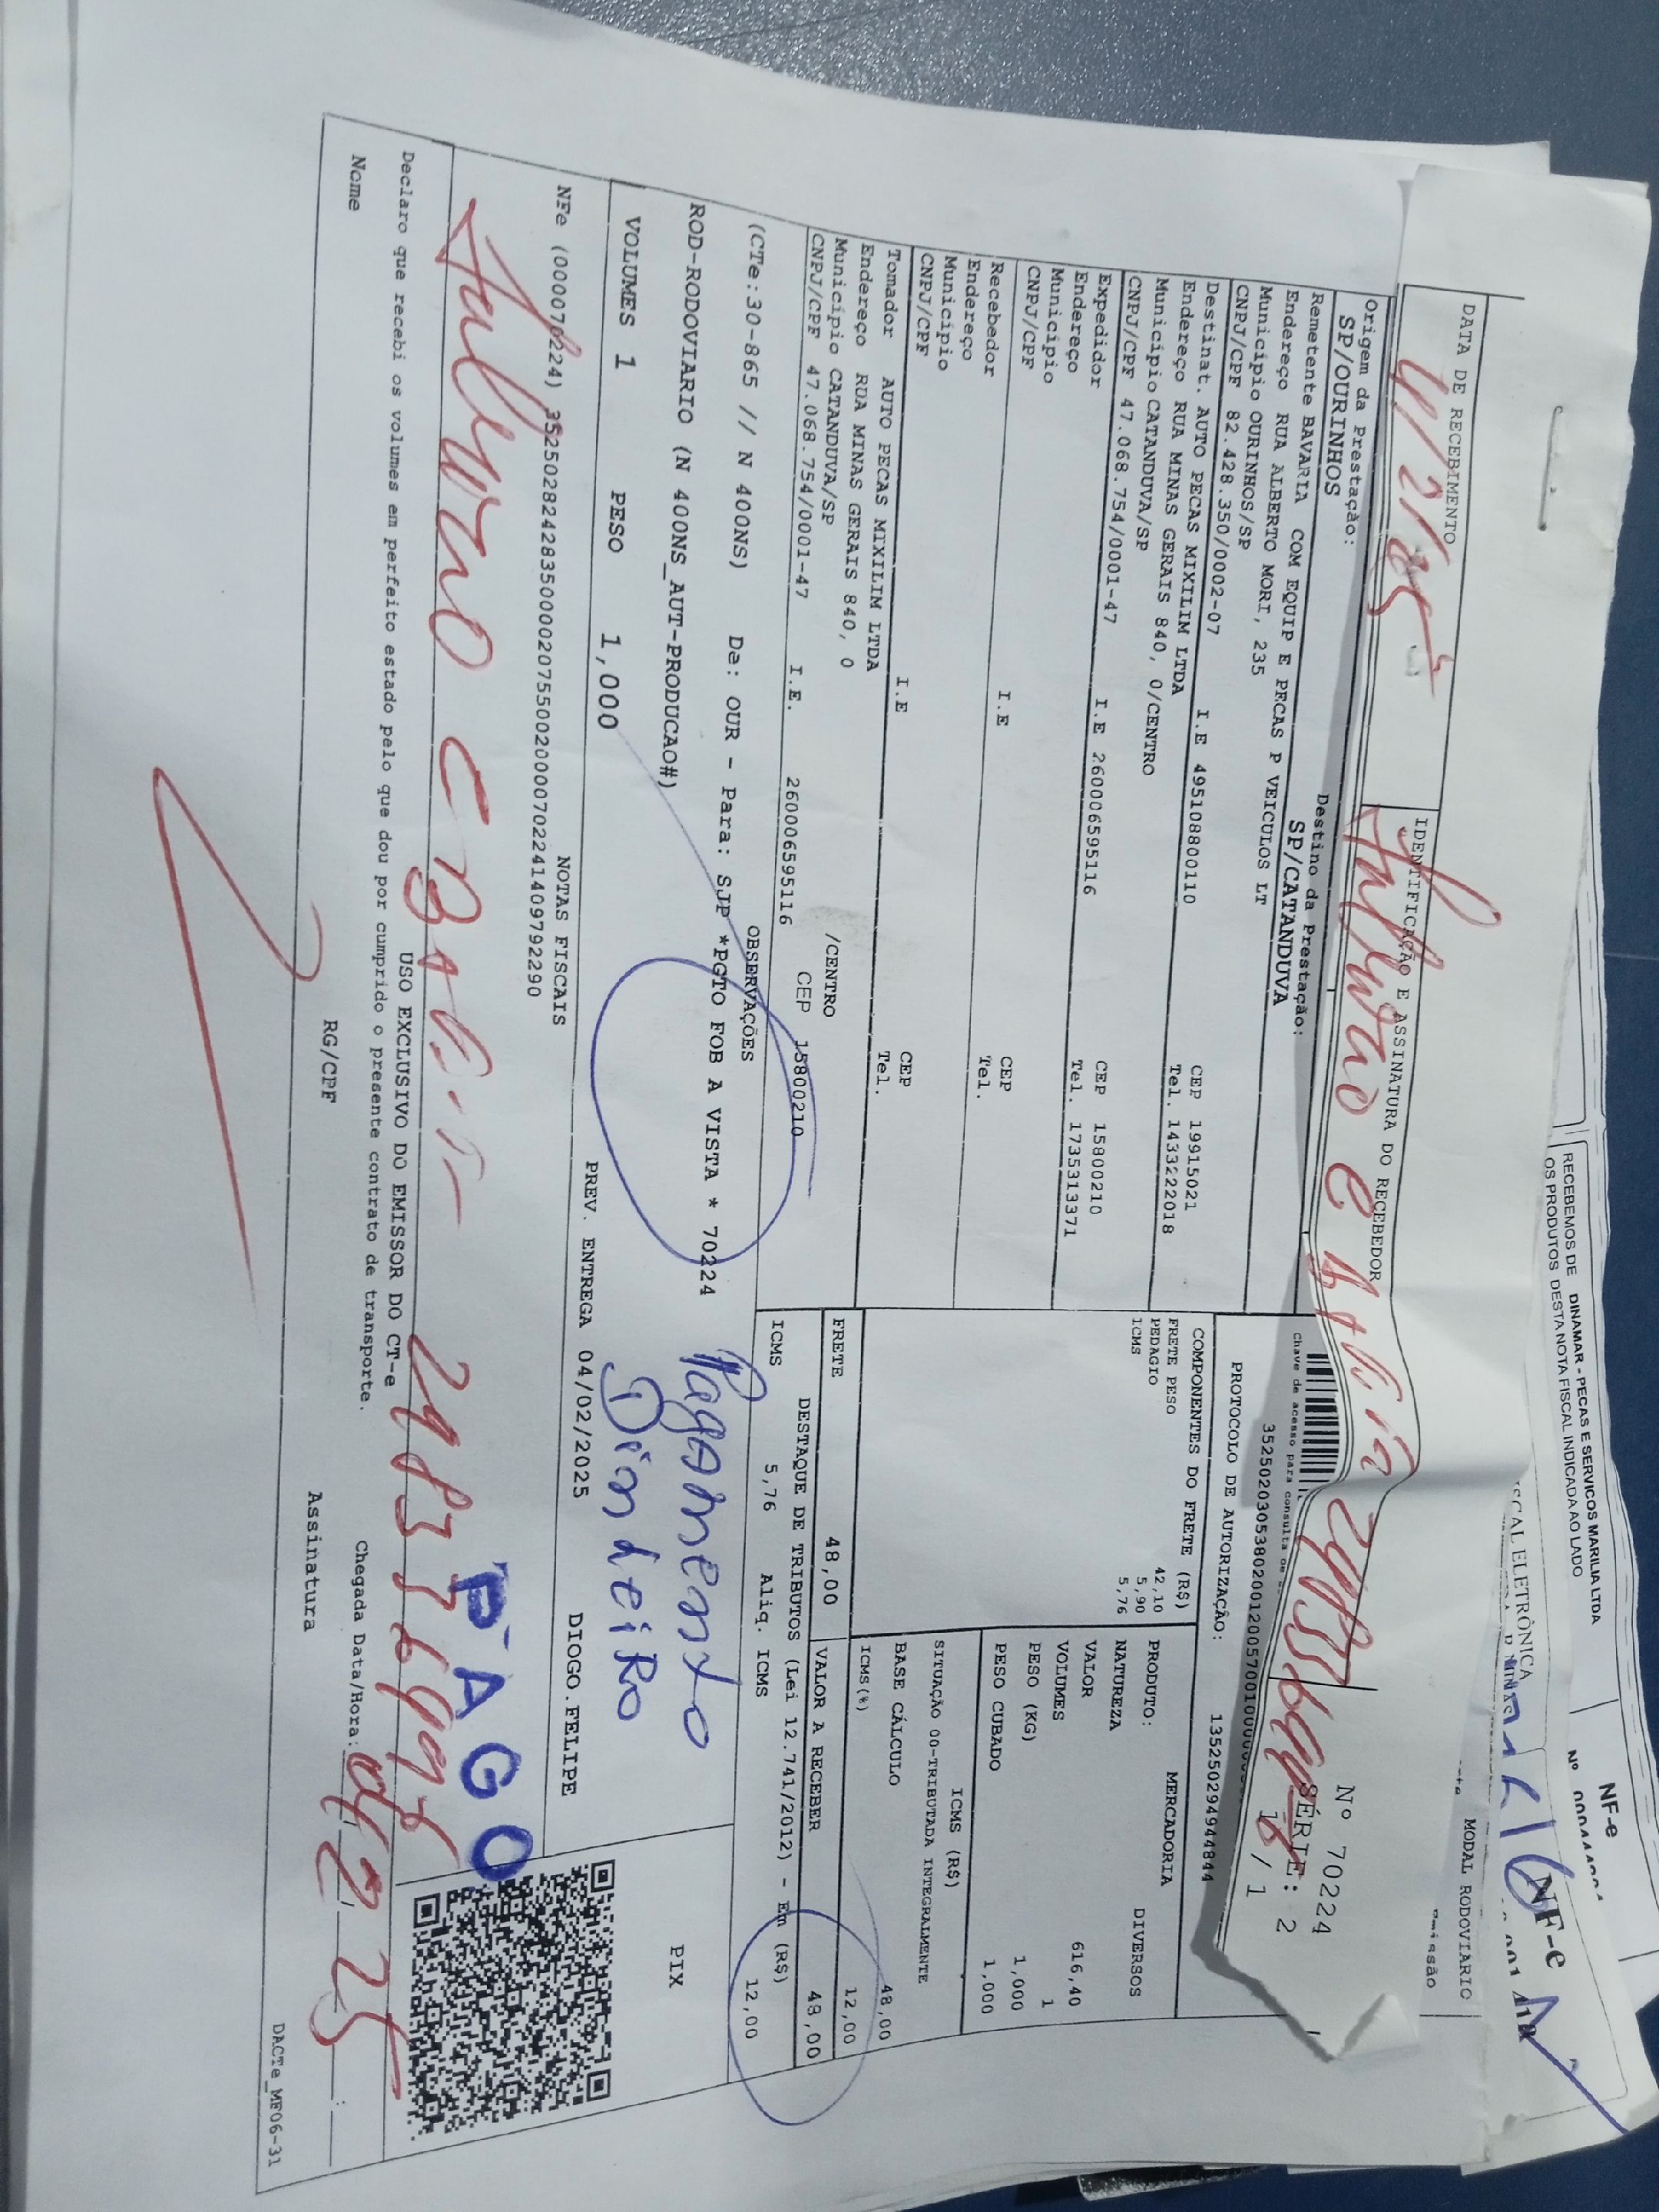 RECEBEMOS DE DINAMAR - PECAS E SERVICOS MARILIA LTDA
OS PRODUTOS DESTA NOTA FISCAL INDICADA AO LADO
NF-e
Nº
NF-e
DATA DE RECEBIMENTO
IDENTIFICAÇÃO E ASSINATURA DO RECEBEDOR
Nº 70224
SÉRIE: 2
1 / 1
MODAL RODOVIÁRIO
Origem da Prestação:
SP/OURINHOS
Destino da Prestação:
SP/CATANDUVA
Remetente BAVARIA COM EQUIP E PECAS P VEICULOS LT
Endereço RUA ALBERTO MORI, 235
Município OURINHOS/SP
CEP 19915021
CNPJ/CPF 82.428.350/0002-07 I.E 495108800110 Tel. 1433222018
Destinat. AUTO PECAS MIXILIM LTDA
Endereço RUA MINAS GERAIS 840, 0/CENTRO
Município CATANDUVA/SP CEP 15800210
CNPJ/CPF 47.068.754/0001-47 I.E 260006595116 Tel. 1735313371
Expedidor
Endereço
Município CEP
CNPJ/CPF I.E Tel.
Recebedor
Endereço
Município CEP
CNPJ/CPF I.E Tel.
Tomador AUTO PECAS MIXILIM LTDA
Endereço RUA MINAS GERAIS 840, 0 /CENTRO
Município CATANDUVA/SP CEP 15800210
CNPJ/CPF 47.068.754/0001-47 I.E. 260006595116
Chave de acesso para consulta
PROTOCOLO DE AUTORIZAÇÃO: 135250294944844
COMPONENTES DO FRETE (R$)
FRETE PESO 42,10
PEDAGIO 5,90
ICMS 5,76
MERCADORIA
PRODUTO: DIVERSOS
NATUREZA
VALOR 616,40
VOLUMES 1
PESO (KG) 1,000
PESO CUBADO 1,000
ICMS (R$)
SITUAÇÃO 00-TRIBUTADA INTEGRALMENTE
BASE CÁLCULO 48,00
ICMS(%) 12,00
FRETE 48,00
VALOR A RECEBER 48,00
DESTAQUE DE TRIBUTOS (Lei 12.741/2012) - Em (R$)
ICMS 5,76 Aliq. ICMS 12,00
OBSERVAÇÕES
(CTe:30-865 // N 400NS) De: OUR - Para: SJP *PGTO FOB A VISTA * 70224
ROD-RODOVIARIO (N 400NS_AUT-PRODUCAO#)
Pagamento
Dinheiro
PIX
VOLUMES 1 PESO 1,000
PREV. ENTREGA 04/02/2025 DIOGO.FELIPE
NOTAS FISCAIS
NFe (000070224) 35250282428350000207550020000702241409792290
PAGO
USO EXCLUSIVO DO EMISSOR DO CT-e
Declaro que recebi os volumes em perfeito estado pelo que dou por cumprido o presente contrato de transporte.
Chegada Data/Hora:
Nome RG/CPF Assinatura
DACTe_MF06-31